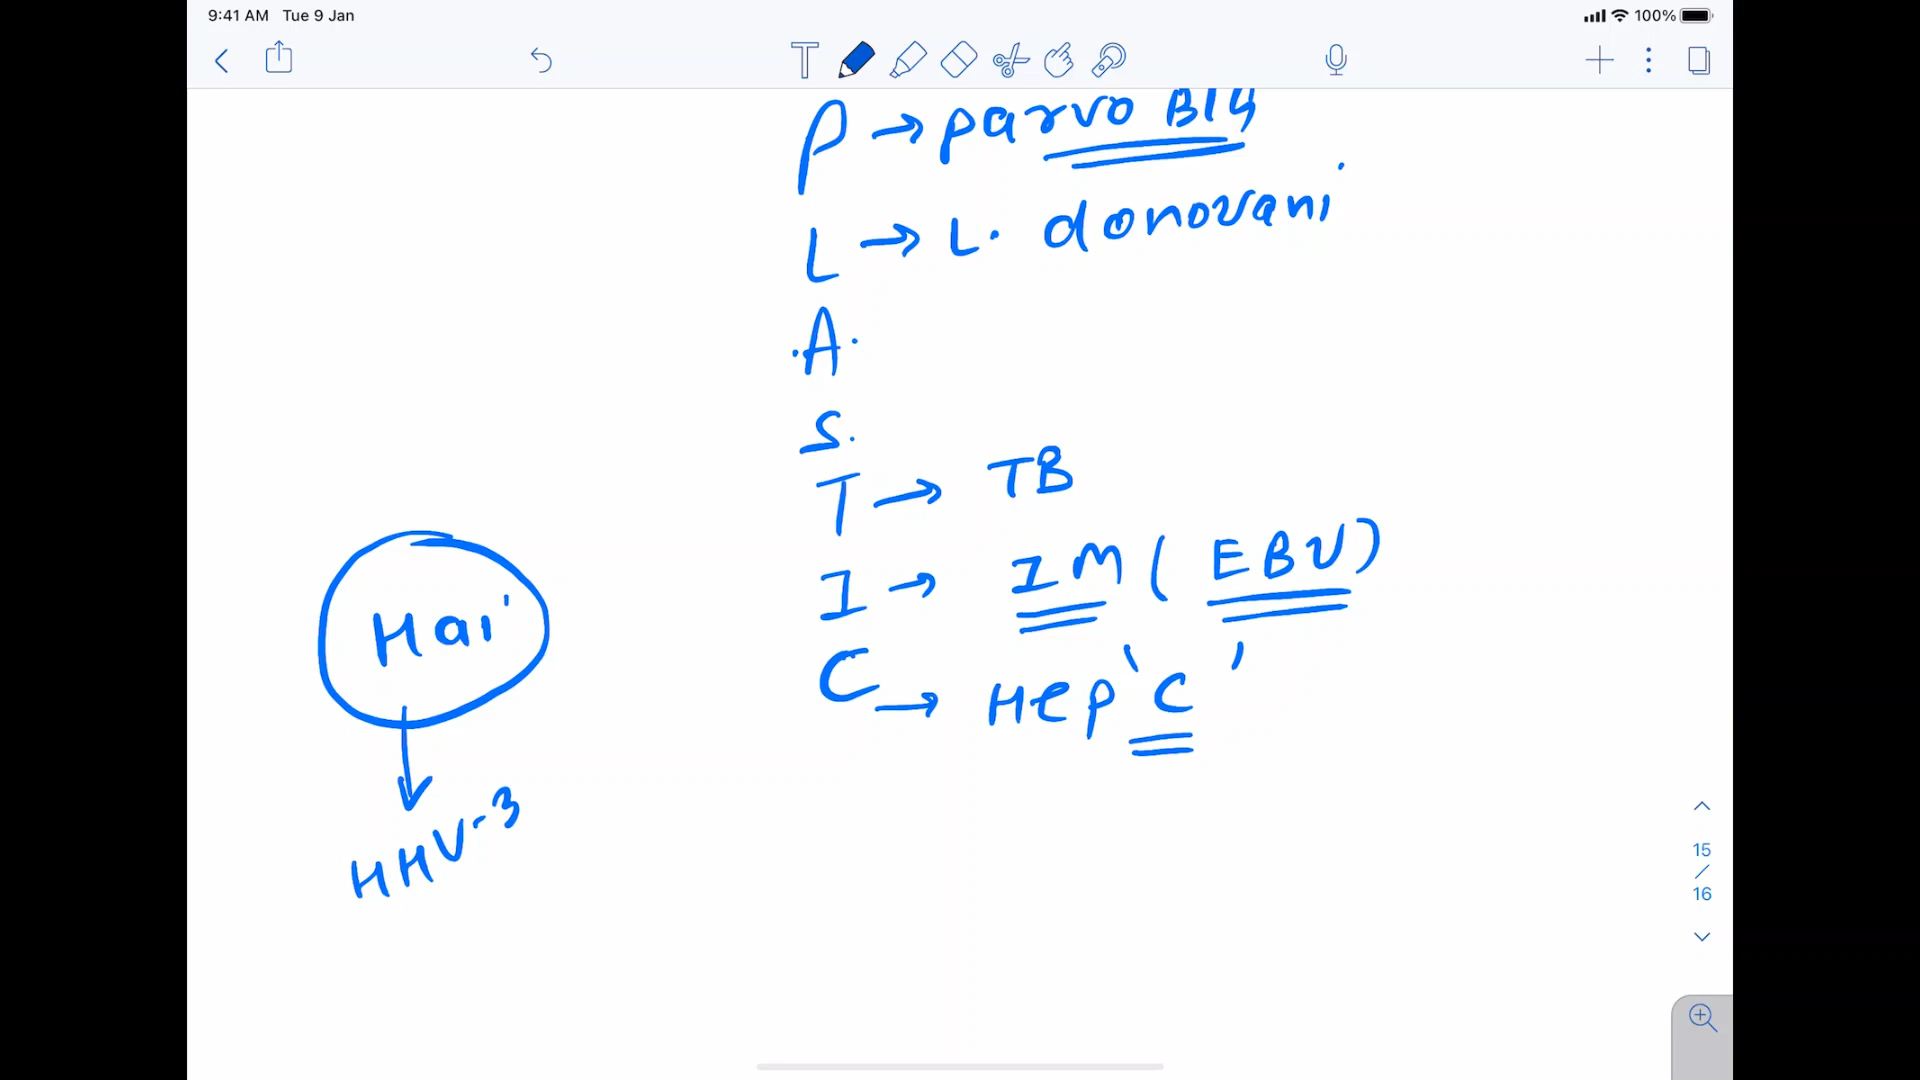 9:41 AM Tue 9 Jan
100%
T
P → parvo B19
L → L. donovani
.A.
S.
T → TB
I → IM (EBV)
C → Hep 'C'
Hai
HHV-3
15
/
16